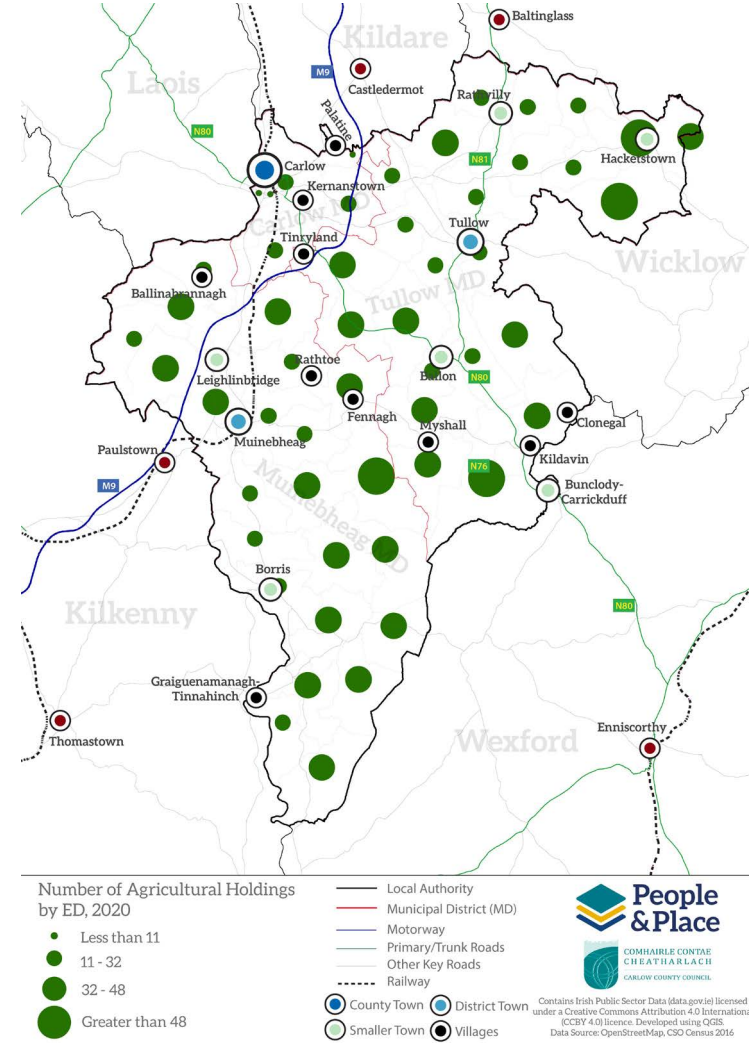 Baltinglass
Kildare
M9
Castledermot
Laois
Rathvilly
Palatine
N80
Hacketstown
N81
Carlow
Kernanstown
Carlow MD
Tullow
Tinryland
Wicklow
Ballinabrannagh
Tullow MD
Rathtoe
Leighlinbridge
Ballon
N80
Fennagh
Clonegal
Myshall
Muinebheag
Paulstown
Kildavin
N76
M9
Bunclody-
Carrickduff
Muinebheag MD
Borris
Kilkenny
N80
Graiguenamanagh-
Tinnahinch
Thomastown
Wexford
Enniscorthy
Number of Agricultural Holdings
by ED, 2020
Less than 11
11 - 32
32 - 48
Greater than 48
Local Authority
Municipal District (MD)
Motorway
Primary/Trunk Roads
Other Key Roads
Railway
County Town
District Town
Smaller Town
Villages
People
&Place
COMHAIRLE CONTAE
CHEATHARLACH
CARLOW COUNTY COUNCIL
Contains Irish Public Sector Data (data.gov.ie) licensed
under a Creative Commons Attribution 4.0 Internationa
(CCBY 4.0) licence. Developed using QGIS.
Data Source: OpenStreetMap, CSO Census 2016